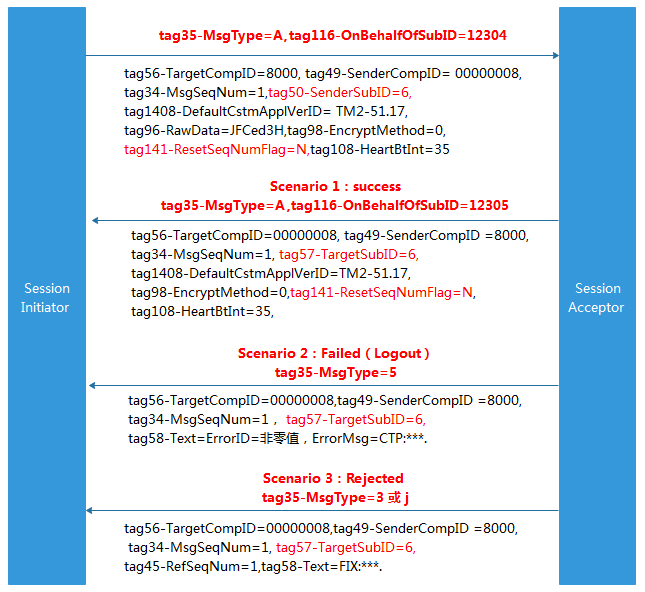 tag35-MsgType=A,tag116-OnBehalfOfSubID=12304
tag56-TargetCompID=8000, tag49-SenderCompID= 00000008,
tag34-MsgSeqNum=1,tag50-SenderSubID=6,
tag1408-DefaultCstmApplVerID= TM2-51.17,
tag96-RawData=JFCed3H,tag98-EncryptMethod=0,
tag141-ResetSeqNumFlag=N,tag108-HeartBtInt=35
Scenario 1：success
tag35-MsgType=A,tag116-OnBehalfOfSubID=12305
tag56-TargetCompID=00000008, tag49-SenderCompID =8000,
tag34-MsgSeqNum=1, tag57-TargetSubID=6,
tag1408-DefaultCstmApplVerID=TM2-51.17,
tag98-EncryptMethod=0,tag141-ResetSeqNumFlag=N,
tag108-HeartBtInt=35,
Session
Initiator
Session
Acceptor
Scenario 2：Failed（Logout）
tag35-MsgType=5
tag56-TargetCompID=00000008,tag49-SenderCompID =8000,
tag34-MsgSeqNum=1， tag57-TargetSubID=6,
tag58-Text=ErrorID=非零值，ErrorMsg=CTP:***.
Scenario 3：Rejected
tag35-MsgType=3 或 j
tag56-TargetCompID=00000008,tag49-SenderCompID =8000,
tag34-MsgSeqNum=1, tag57-TargetSubID=6,
tag45-RefSeqNum=1,tag58-Text=FIX:***.